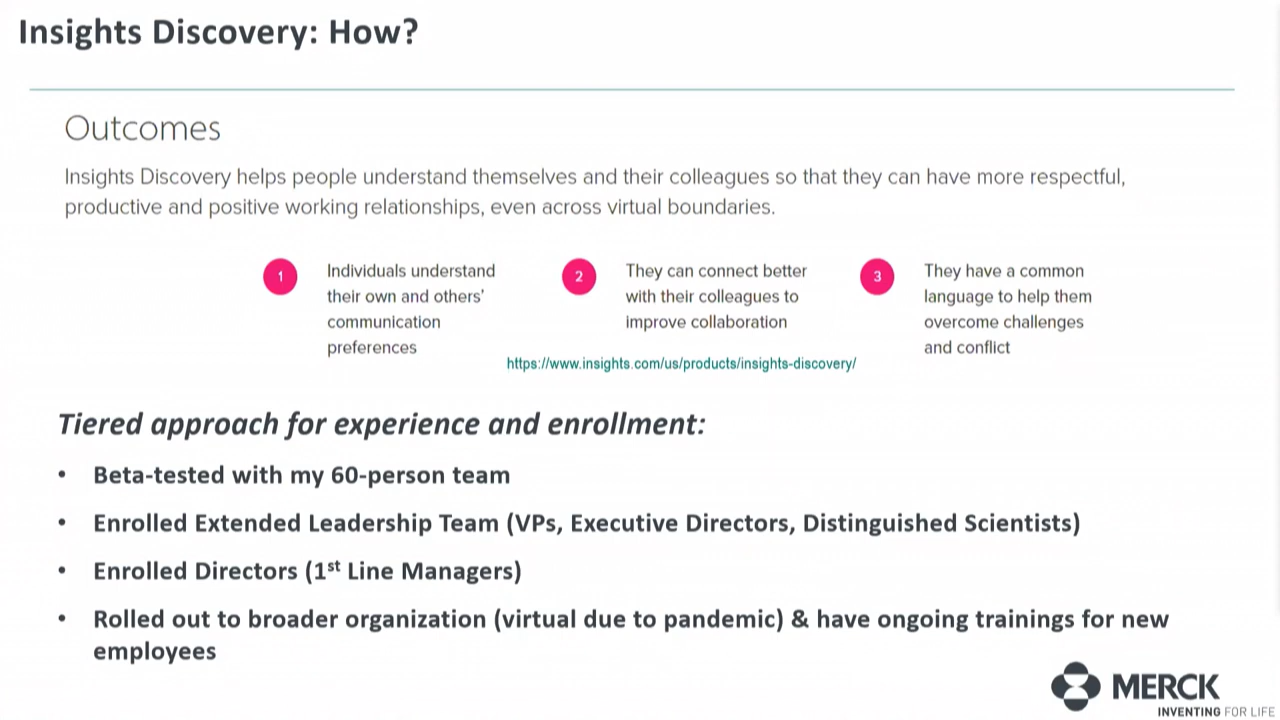 Insights Discovery: How?
Outcomes
Insights Discovery helps people understand themselves and their colleagues so that they can have more respectful,
productive and positive working relationships, even across virtual boundaries.
1
Individuals understand
their own and others’
communication
preferences
2
They can connect better
with their colleagues to
improve collaboration
3
They have a common
language to help them
overcome challenges
and conflict
https://www.insights.com/us/products/insights-discovery/
Tiered approach for experience and enrollment:
• Beta-tested with my 60-person team
• Enrolled Extended Leadership Team (VPs, Executive Directors, Distinguished Scientists)
• Enrolled Directors (1st Line Managers)
• Rolled out to broader organization (virtual due to pandemic) & have ongoing trainings for new
employees
MERCK
INVENTING FOR LIFE